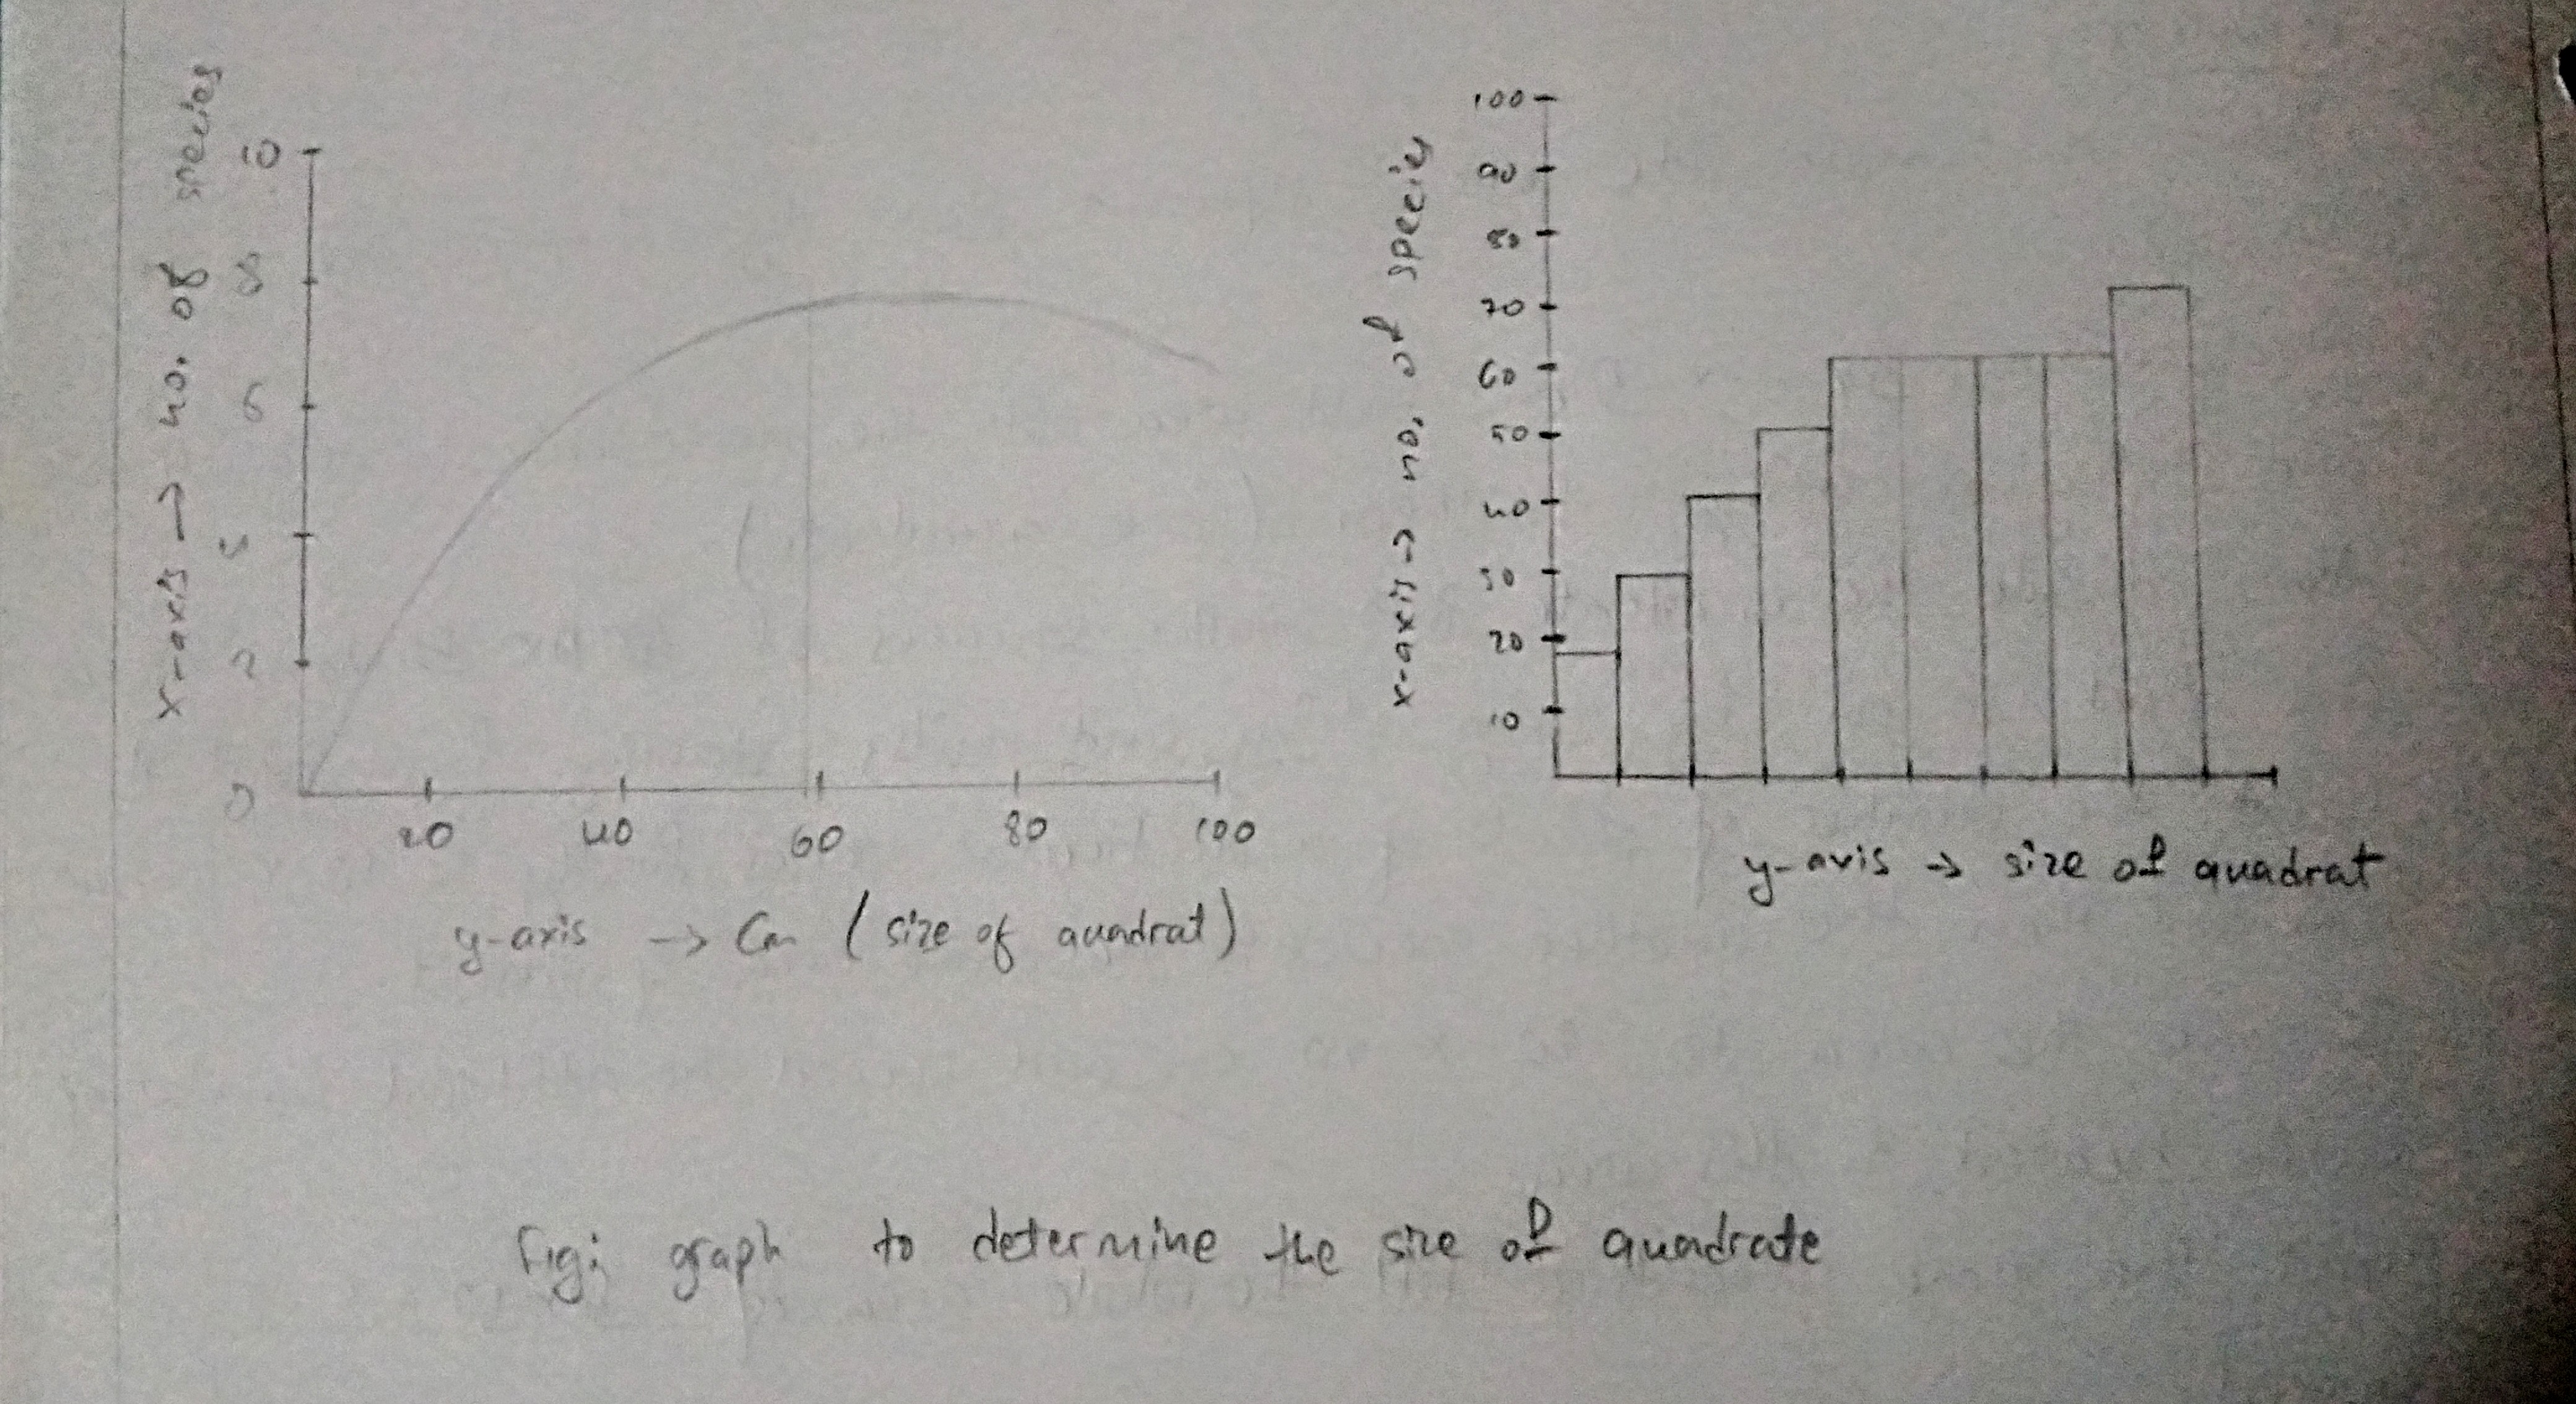 x-axis → no. of species
10
8
6
2
0
20 40 60 80 100
y-axis → Cm (size of quadrat)
x-axis → no. of species
100
90
80
70
60
50
40
30
20
10
y-axis → size of quadrat
Fig: graph to determine the size of quadrate